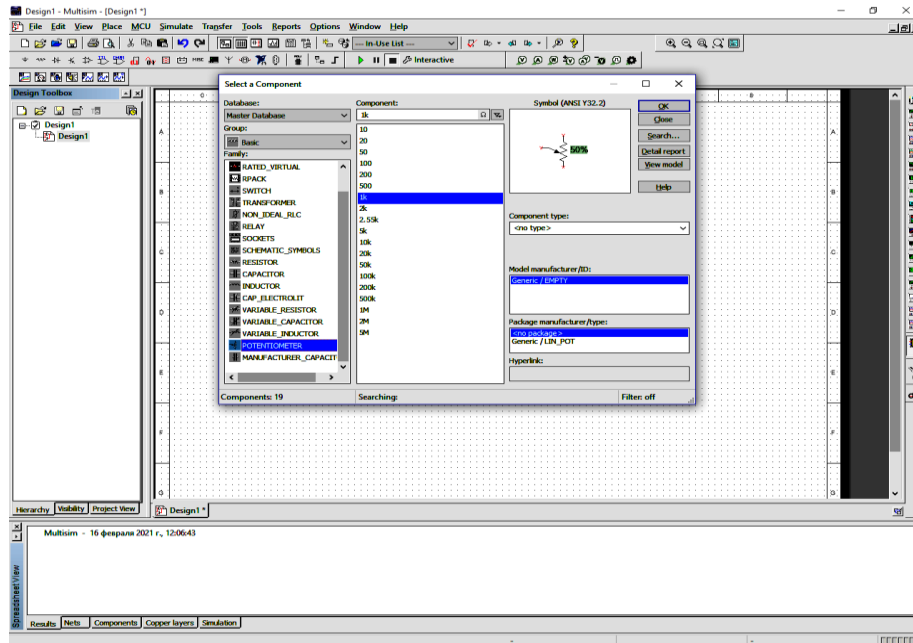 Design1 - Multisim - [Design1 *]
File Edit View Place MCU Simulate Transfer Tools Reports Options Window Help
--- In-Use List ---
Interactive
Design Toolbox
Design1
Design1
Select a Component
Database:
Master Database
Group:
Basic
Family:
RATED_VIRTUAL
RPACK
SWITCH
TRANSFORMER
NON_IDEAL_RLC
RELAY
SOCKETS
SCHEMATIC_SYMBOLS
RESISTOR
CAPACITOR
INDUCTOR
CAP_ELECTROLIT
VARIABLE_RESISTOR
VARIABLE_CAPACITOR
VARIABLE_INDUCTOR
POTENTIOMETER
MANUFACTURER_CAPACIT
Component:
1k Ω
10
20
50
100
200
500
1k
2k
2.55k
5k
10k
20k
50k
100k
200k
500k
1M
2M
5M
Symbol (ANSI Y32.2)
50%
OK
Close
Search...
Detail report
View model
Help
Component type:
<no type>
Model manufacturer/ID:
Generic / EMPTY
Package manufacturer/type:
<no package>
Generic / LIN_POT
Hyperlink:
Components: 19 Searching: Filter: off
A
B
C
D
E
F
G
Hierarchy Visibility Project View
Design1 *
Multisim - 16 февраля 2021 г., 12:06:43
Spreadsheet View
Results Nets Components Copper layers Simulation